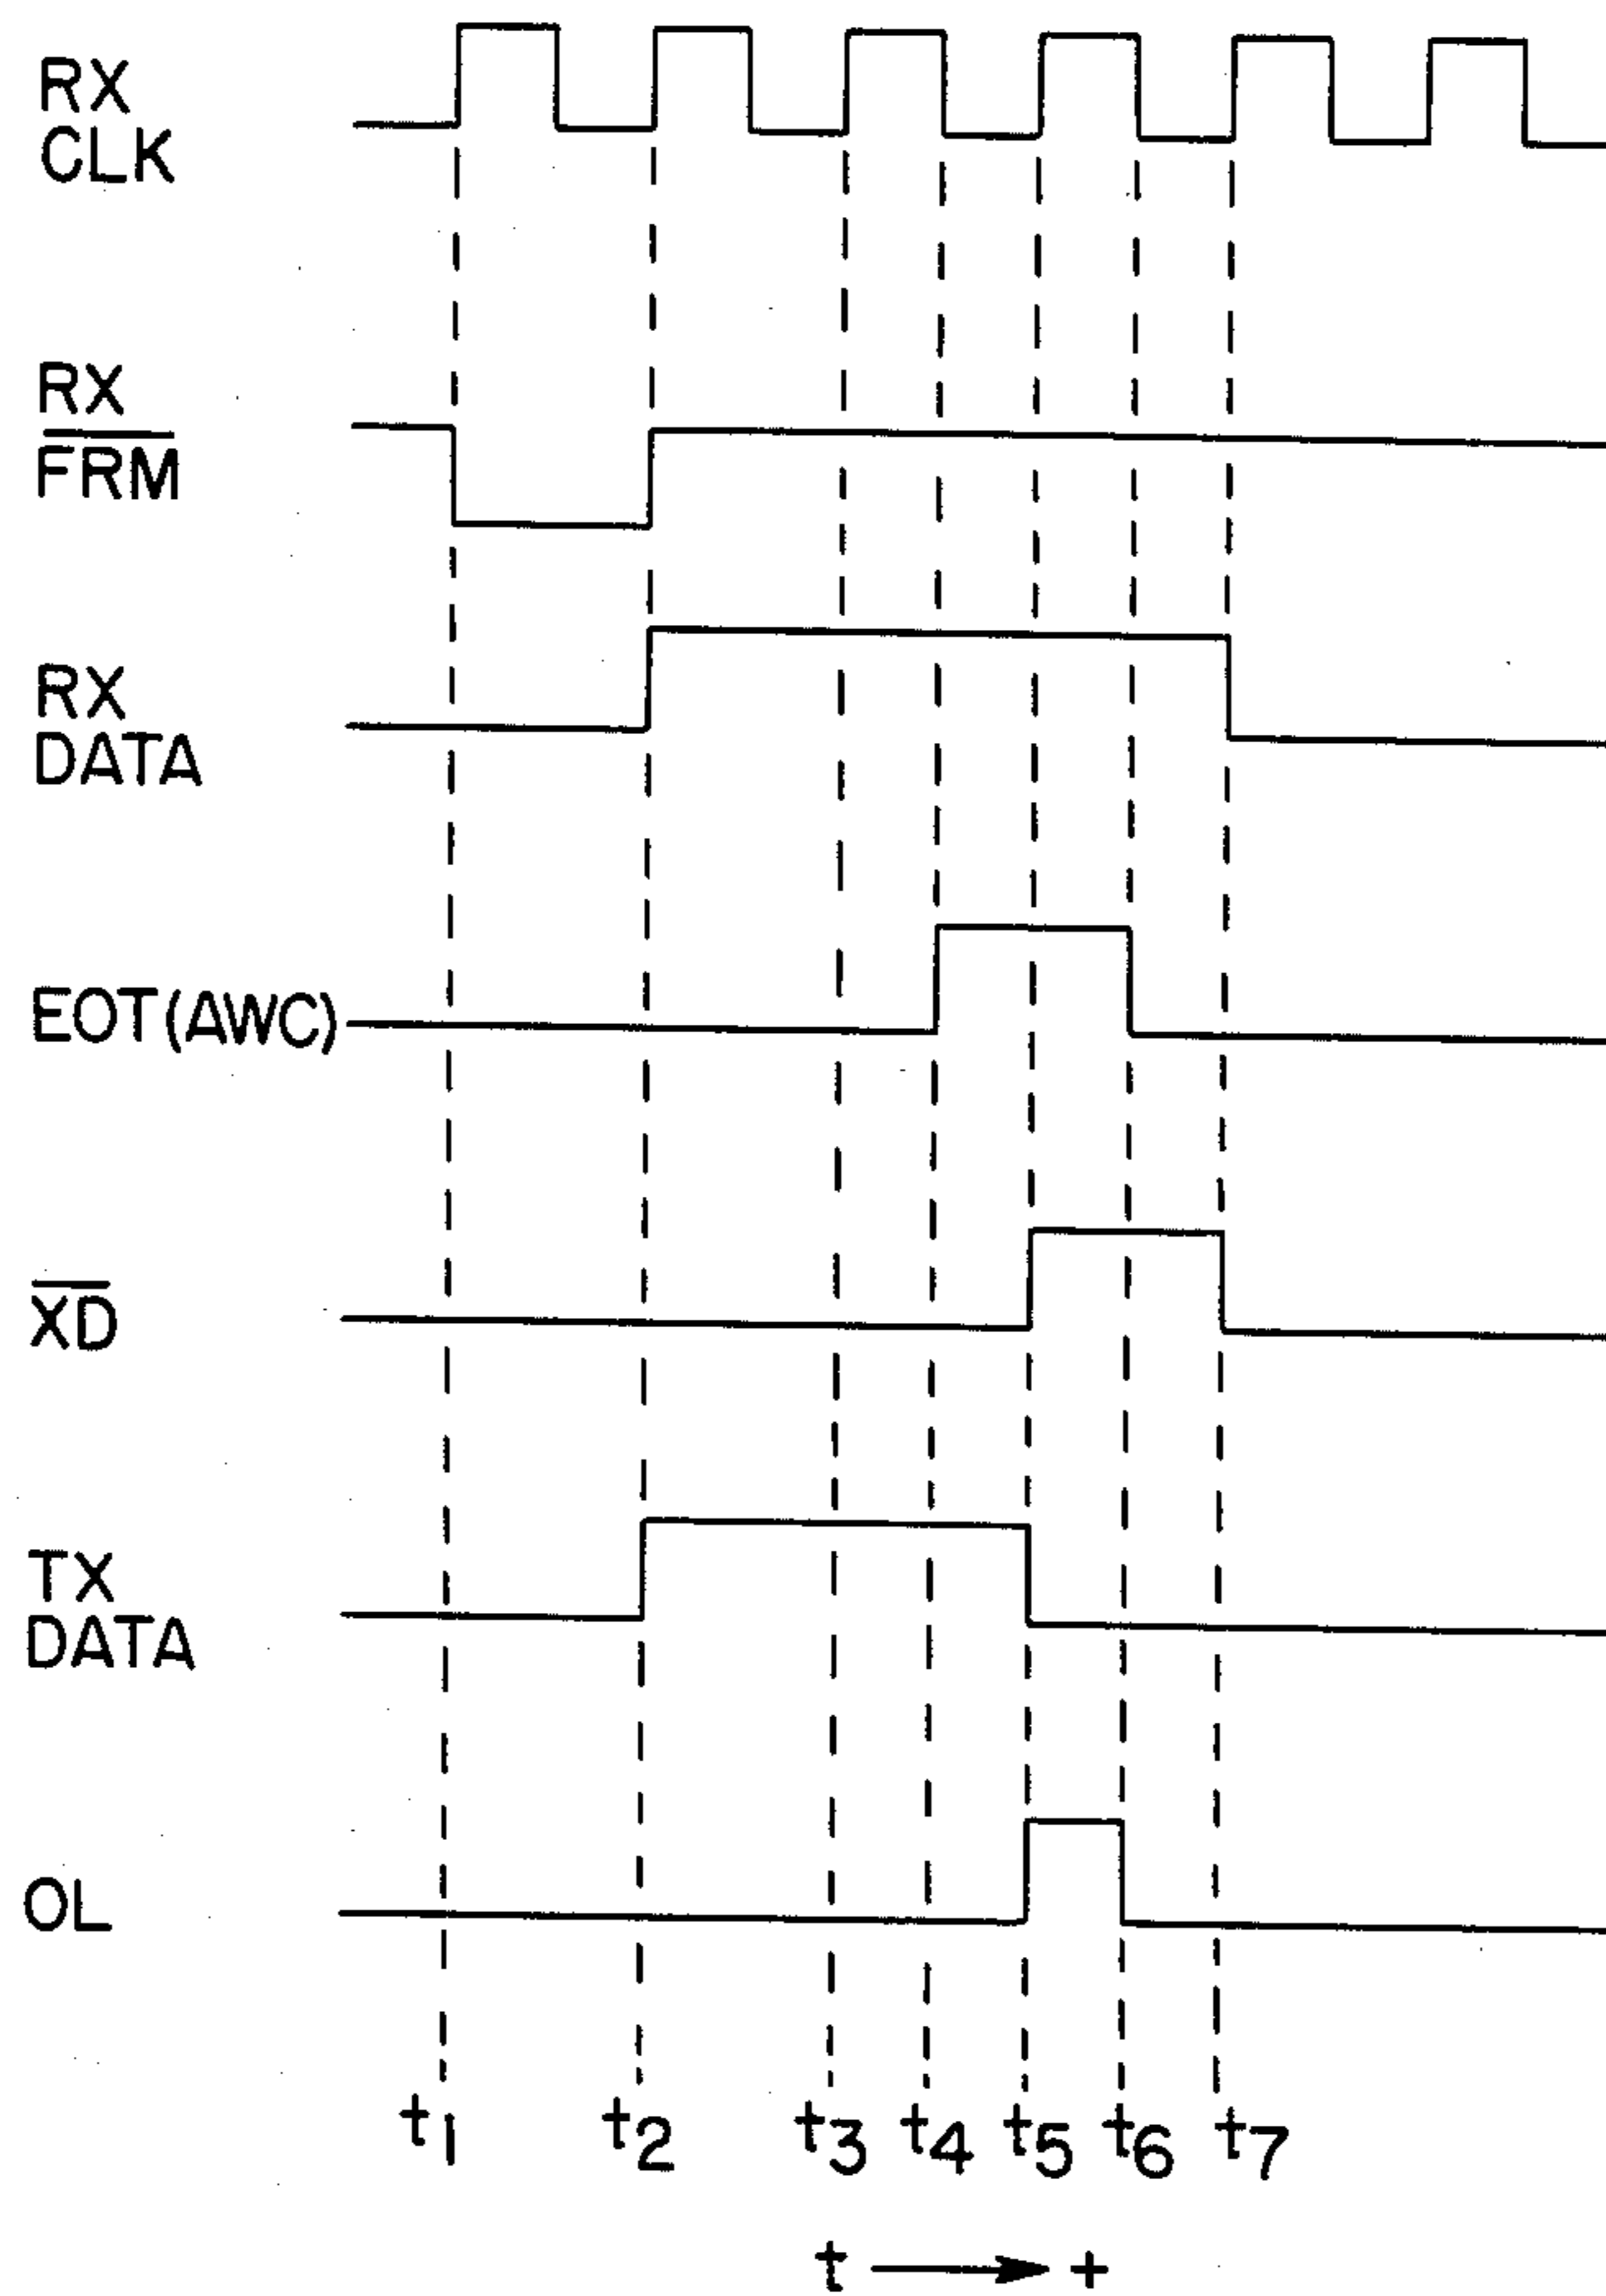 RX
CLK
RX
FRM
RX
DATA
EOT(AWC)
XD
TX
DATA
OL
t1 t2 t3 t4 t5 t6 t7
t +